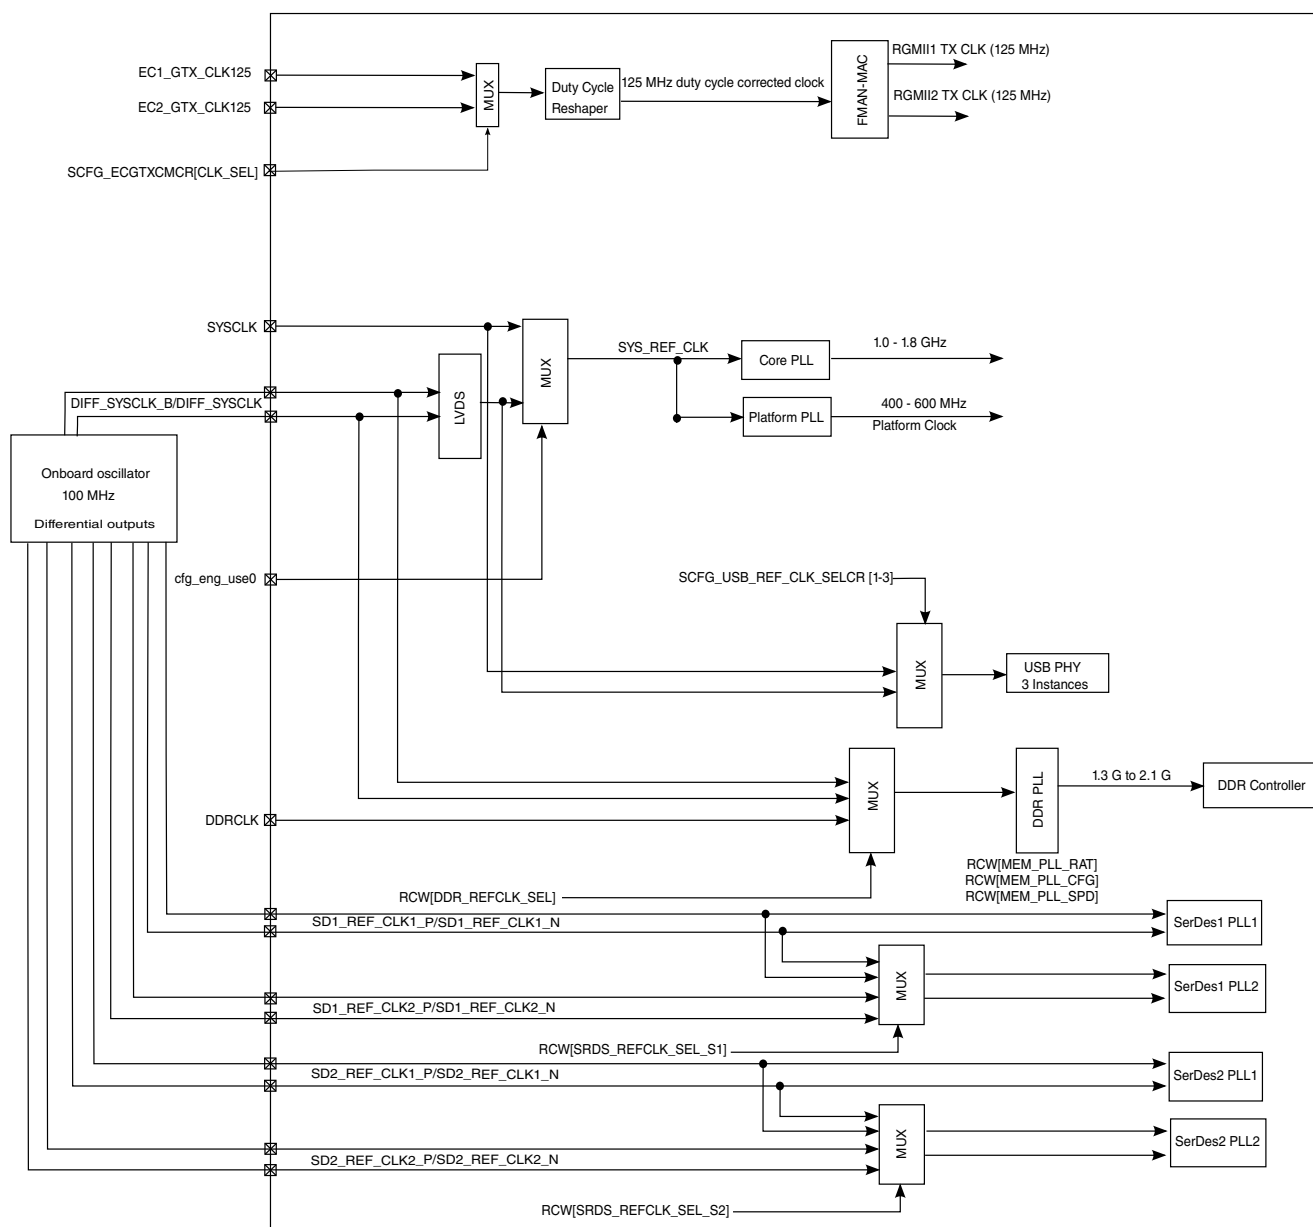 EC1_GTX_CLK125
EC2_GTX_CLK125
SCFG_ECGTXCMCR[CLK_SEL]
MUX
Duty Cycle
Reshaper
125 MHz duty cycle corrected clock
FMAN-MAC
RGMII1 TX CLK (125 MHz)
RGMII2 TX CLK (125 MHz)
SYSCLK
DIFF_SYSCLK_B/DIFF_SYSCLK
LVDS
MUX
SYS_REF_CLK
Core PLL
1.0 - 1.8 GHz
Platform PLL
400 - 600 MHz
Platform Clock
Onboard oscillator
100 MHz
Differential outputs
cfg_eng_use0
SCFG_USB_REF_CLK_SELCR [1-3]
MUX
USB PHY
3 Instances
DDRCLK
MUX
DDR PLL
1.3 G to 2.1 G
DDR Controller
RCW[MEM_PLL_RAT]
RCW[MEM_PLL_CFG]
RCW[MEM_PLL_SPD]
RCW[DDR_REFCLK_SEL]
SD1_REF_CLK1_P/SD1_REF_CLK1_N
SerDes1 PLL1
MUX
SerDes1 PLL2
SD1_REF_CLK2_P/SD1_REF_CLK2_N
RCW[SRDS_REFCLK_SEL_S1]
SD2_REF_CLK1_P/SD2_REF_CLK1_N
SerDes2 PLL1
MUX
SerDes2 PLL2
SD2_REF_CLK2_P/SD2_REF_CLK2_N
RCW[SRDS_REFCLK_SEL_S2]